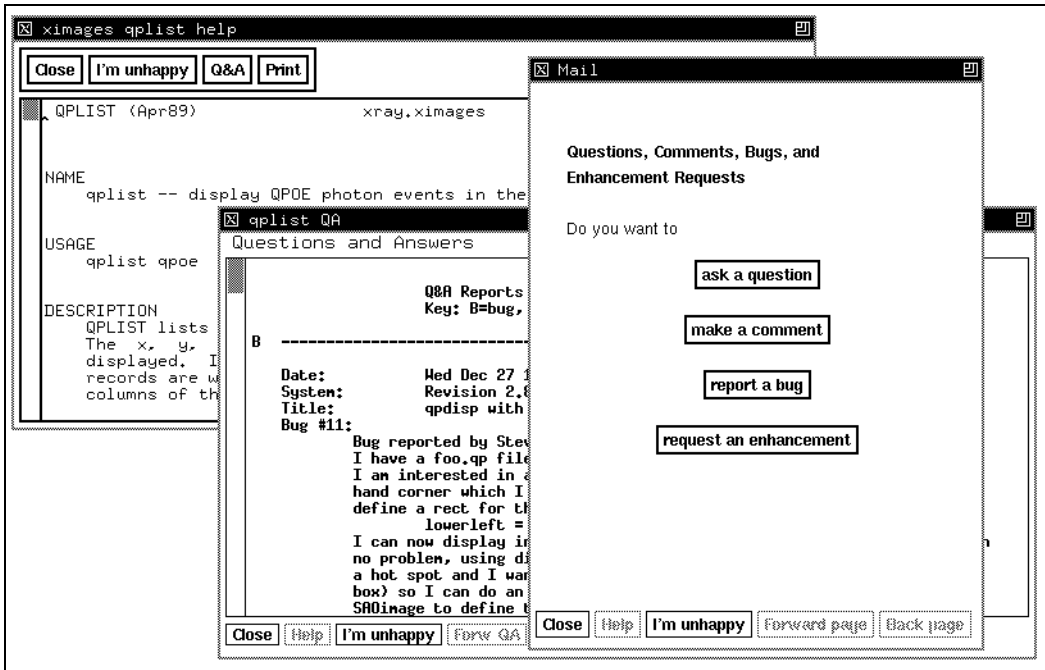 ximages qplist help
Close I'm unhappy Q&A Print
QPLIST (Apr89) xray.ximages
NAME
qplist -- display QPOE photon events in the
USAGE
qplist qpoe
DESCRIPTION
QPLIST lists
The x, y,
displayed. I
records are w
columns of th
qplist QA
Questions and Answers
Q&A Reports
Key: B=bug,
B --------------------------------
Date: Wed Dec 27 1
System: Revision 2.8
Title: qpdisp with
Bug #11:
Bug reported by Stev
I have a foo.qp file
I am interested in a
hand corner which I
define a rect for th
lowerleft =
I can now display in
no problem, using di
a hot spot and I wan
box) so I can do an
SAOimage to define t
Close Help I'm unhappy Forw QA
Mail
Questions, Comments, Bugs, and
Enhancement Requests
Do you want to
ask a question
make a comment
report a bug
request an enhancement
Close Help I'm unhappy Forward page Back page